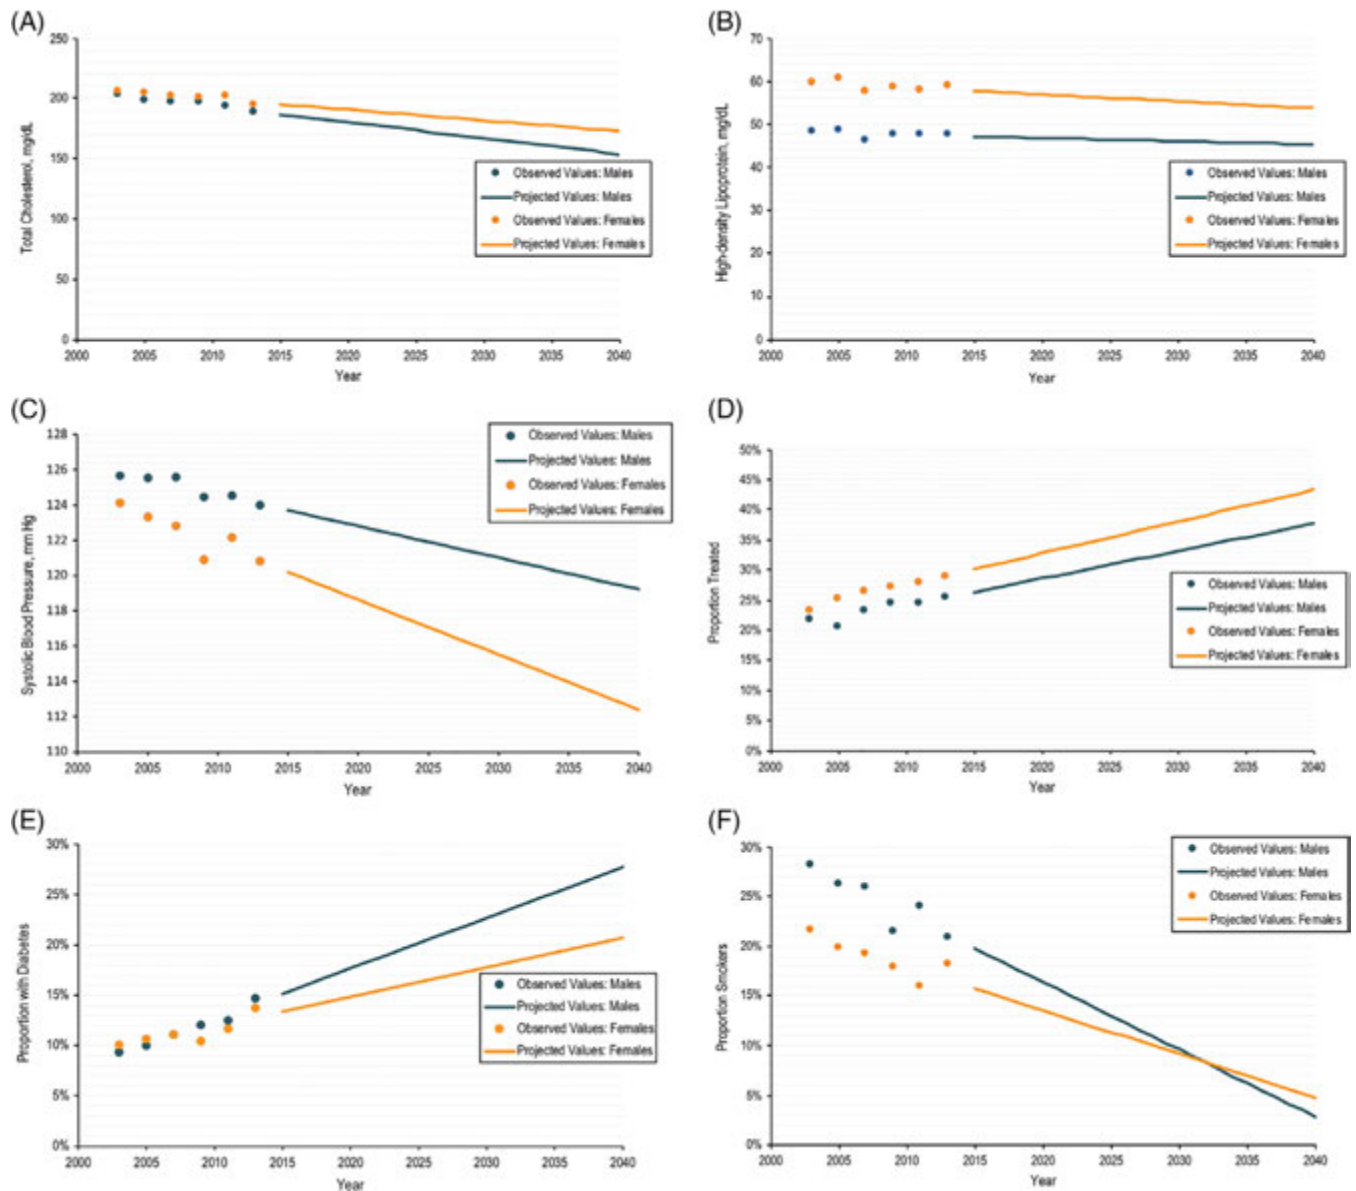 (A)
250
200
150
100
50
0
Total Cholesterol, mg/dL
2000 2005 2010 2015 2020 2025 2030 2035 2040
Year
Observed Values: Males
Projected Values: Males
Observed Values: Females
Projected Values: Females
(B)
70
60
50
40
30
20
10
0
High-density Lipoprotein, mg/dL
2000 2005 2010 2015 2020 2025 2030 2035 2040
Year
Observed Values: Males
Projected Values: Males
Observed Values: Females
Projected Values: Females
(C)
128
126
124
122
120
118
116
114
112
110
Systolic Blood Pressure, mm Hg
2000 2005 2010 2015 2020 2025 2030 2035 2040
Year
Observed Values: Males
Projected Values: Males
Observed Values: Females
Projected Values: Females
(D)
50%
45%
40%
35%
30%
25%
20%
15%
10%
5%
0%
Proportion Treated
2000 2005 2010 2015 2020 2025 2030 2035 2040
Year
Observed Values: Males
Projected Values: Males
Observed Values: Females
Projected Values: Females
(E)
30%
25%
20%
15%
10%
5%
0%
Proportion with Diabetes
2000 2005 2010 2015 2020 2025 2030 2035 2040
Year
Observed Values: Males
Projected Values: Males
Observed Values: Females
Projected Values: Females
(F)
30%
25%
20%
15%
10%
5%
0%
Proportion Smokers
2000 2005 2010 2015 2020 2025 2030 2035 2040
Year
Observed Values: Males
Projected Values: Males
Observed Values: Females
Projected Values: Females